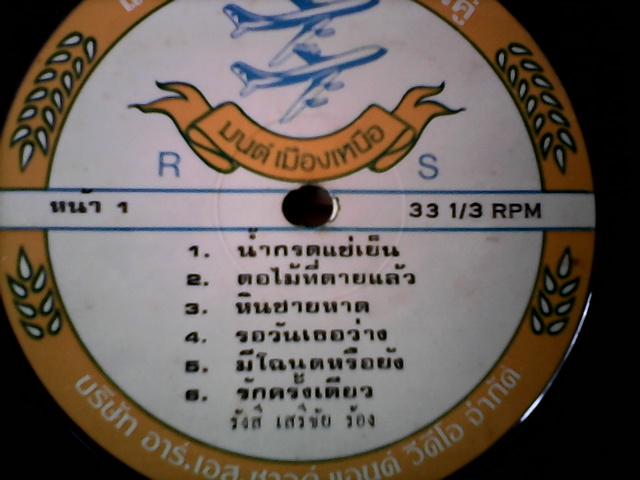 มนต์เมืองเหนือ
R S
หน้า 1
33 1/3 RPM
1. น้ำกรดแช่เย็น
2. ตอไม้ที่ตายแล้ว
3. หินชายหาด
4. รอวันเธอว่าง
5. มีโฉนดหรือยัง
6. รักครั้งเดียว
รังสี เสรีชัย ร้อง
บริษัท อาร์.เอส.ซาวด์ แอนด์ วีดีโอ จำกัด